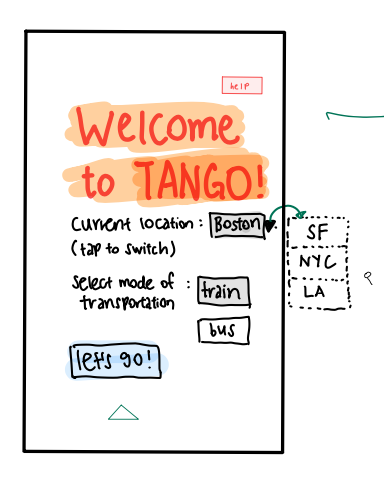 help
Welcome
to TANGO!
Current location : Boston
(tap to switch)
SF
NYC
LA
Select mode of : train
transportation
bus
let's go!